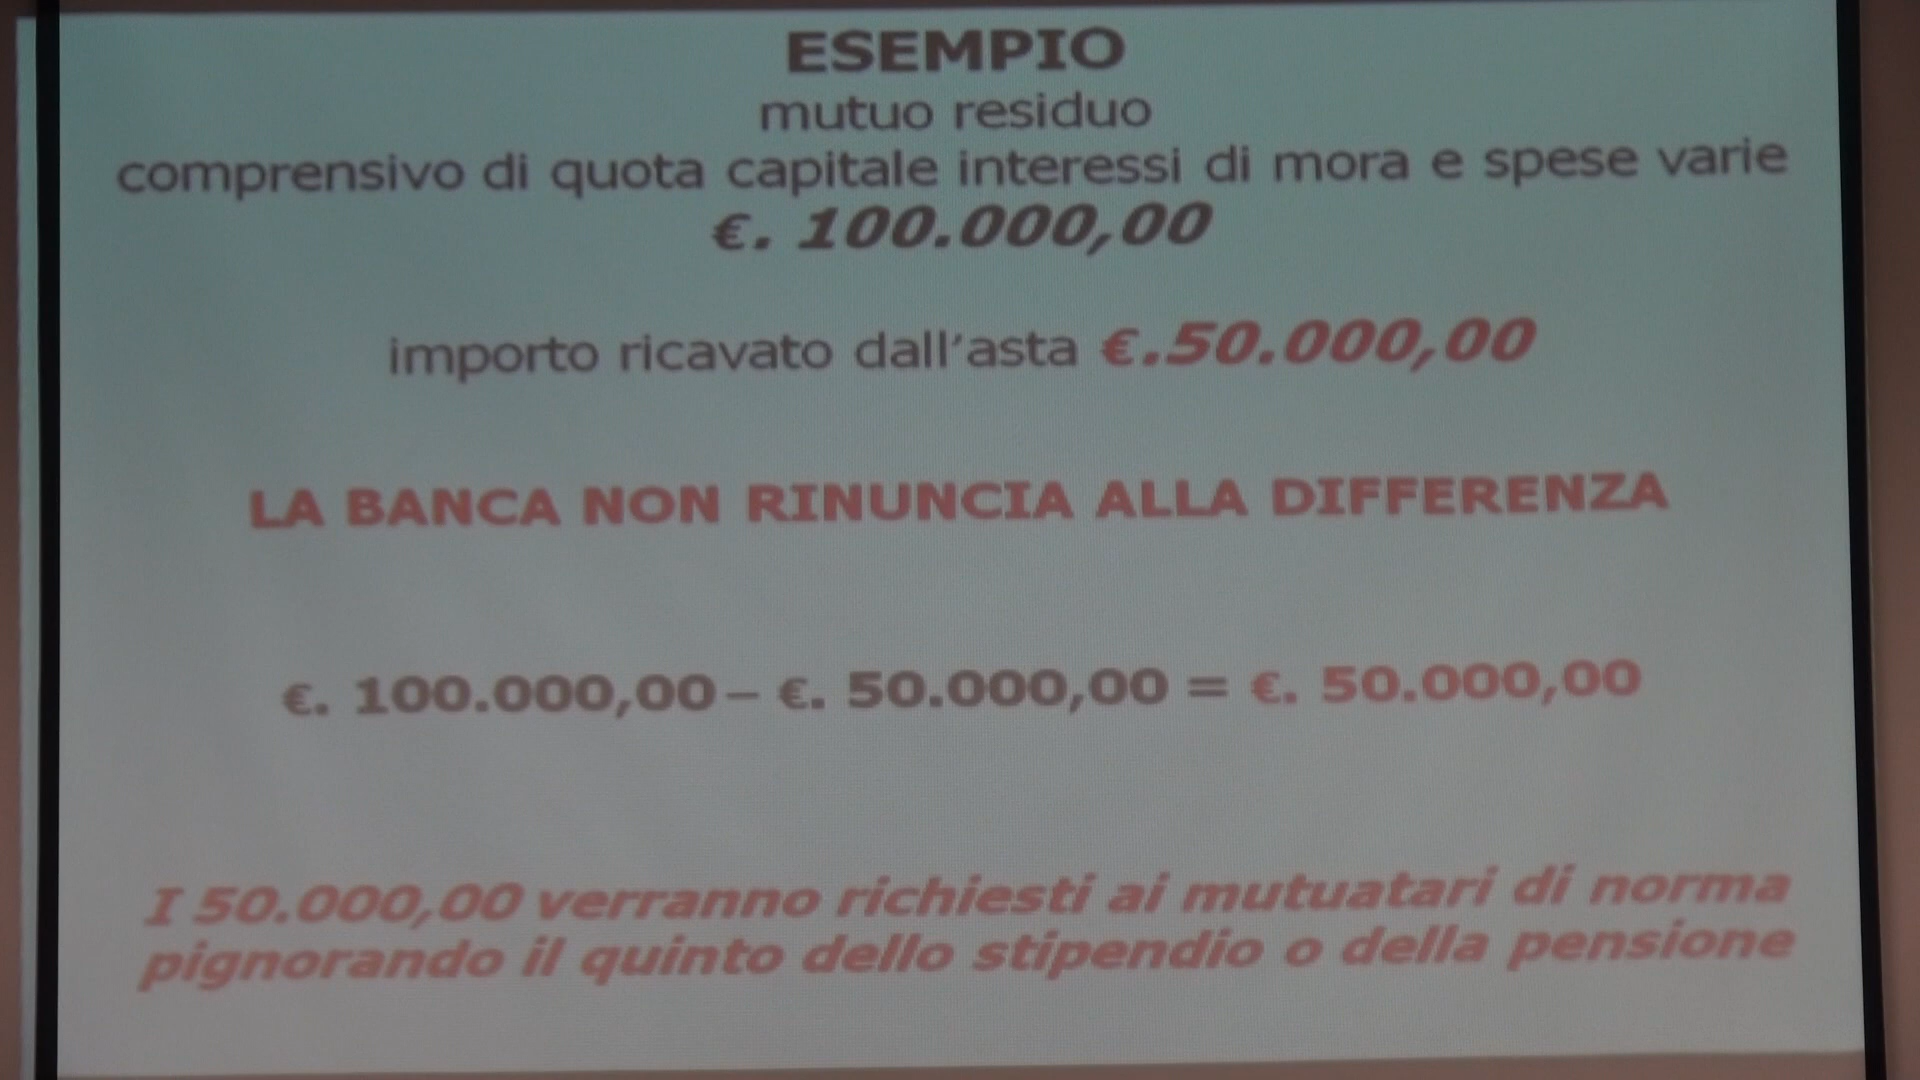 ESEMPIO
mutuo residuo
comprensivo di quota capitale interessi di mora e spese varie
€. 100.000,00
importo ricavato dall’asta €.50.000,00
LA BANCA NON RINUNCIA ALLA DIFFERENZA
€. 100.000,00 – €. 50.000,00 = €. 50.000,00
I 50.000,00 verranno richiesti ai mutuatari di norma
pignorando il quinto dello stipendio o della pensione